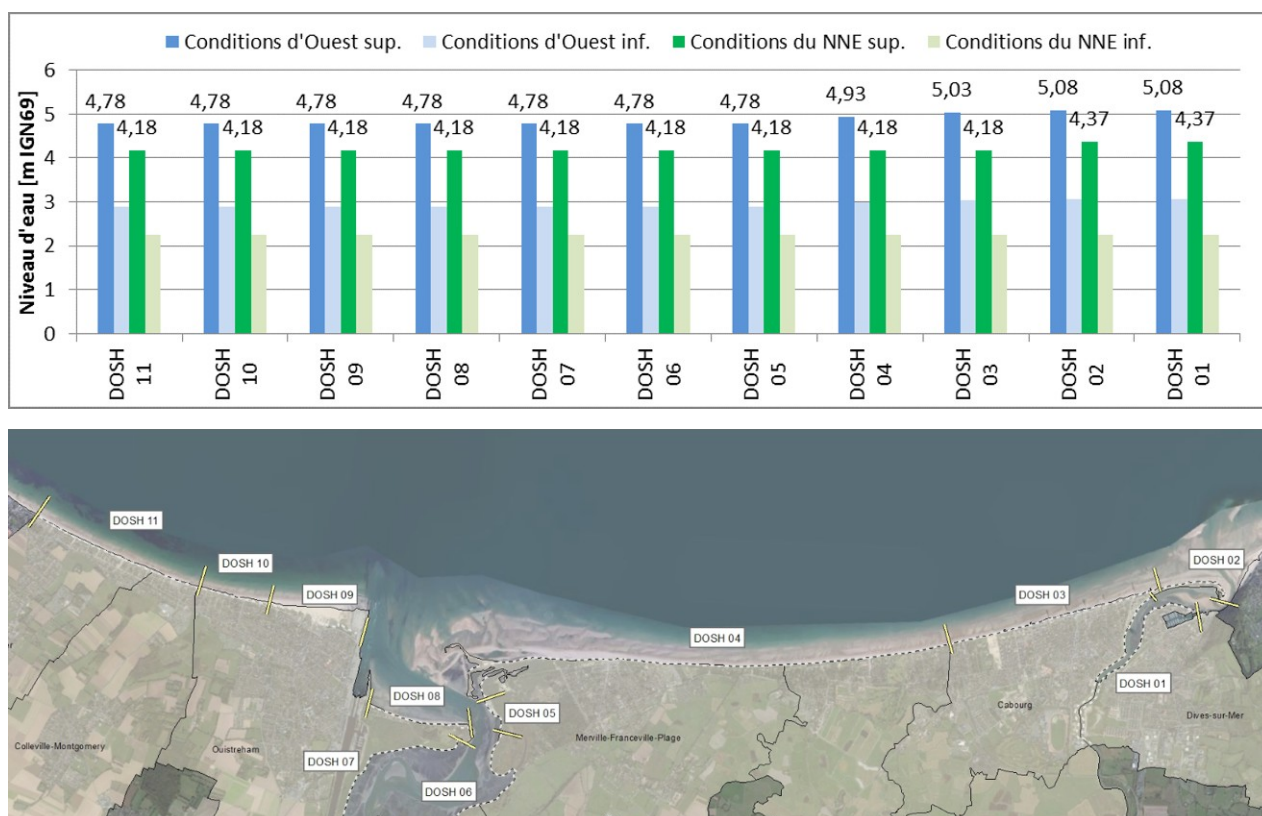 Conditions d'Ouest sup. Conditions d'Ouest inf. Conditions du NNE sup. Conditions du NNE inf.
Niveau d'eau [m IGN69]
6
5
4
3
2
1
0
4,78 4,78 4,78 4,78 4,78 4,78 4,78 4,93 5,03 5,08 5,08
4,18 4,18 4,18 4,18 4,18 4,18 4,18 4,18 4,18 4,37 4,37
DOSH 11
DOSH 10
DOSH 09
DOSH 08
DOSH 07
DOSH 06
DOSH 05
DOSH 04
DOSH 03
DOSH 02
DOSH 01
DOSH 11
DOSH 10
DOSH 09
DOSH 02
DOSH 03
DOSH 04
DOSH 08
DOSH 05
DOSH 01
Cabourg
Dives-sur-Mer
Merville-Franceville-Plage
Colleville-Montgomery
Ouistreham
DOSH 07
DOSH 06